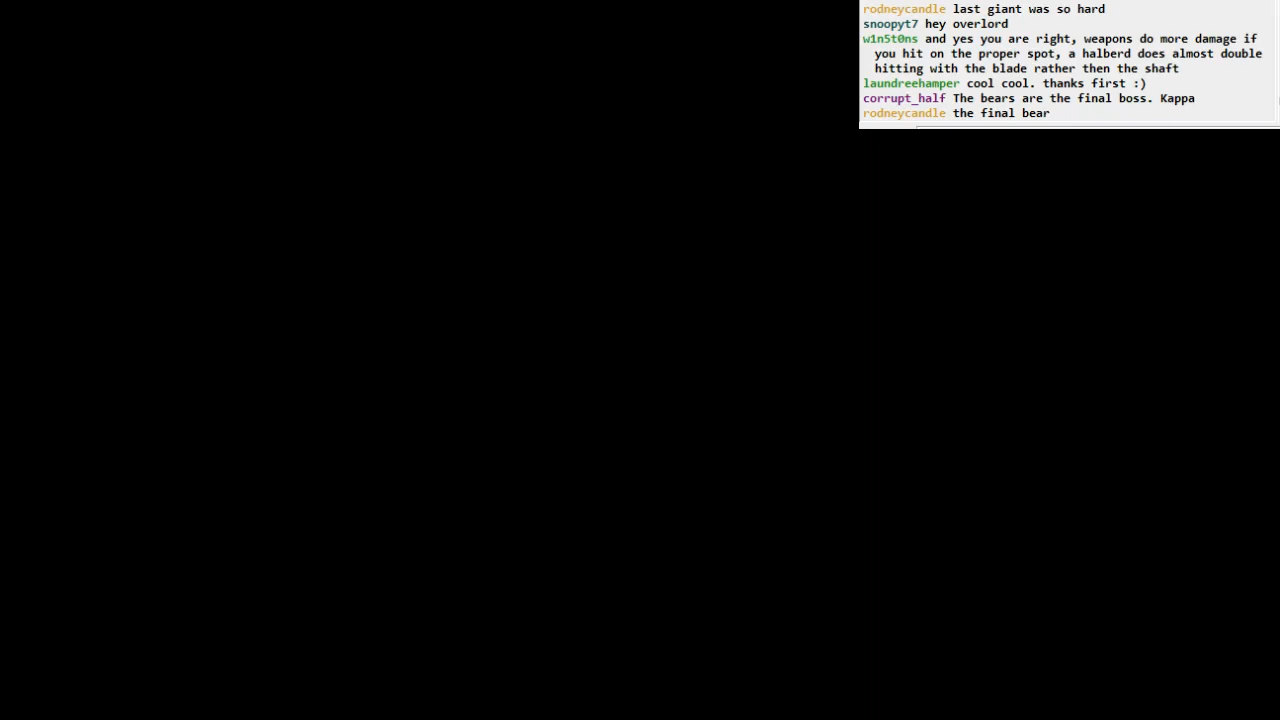 rodneycandle last giant was so hard
snoopyt7 hey overlord
w1n5t0ns and yes you are right, weapons do more damage if
you hit on the proper spot, a halberd does almost double
hitting with the blade rather then the shaft
laundreehamper cool cool. thanks first :)
corrupt_half The bears are the final boss. Kappa
rodneycandle the final bear